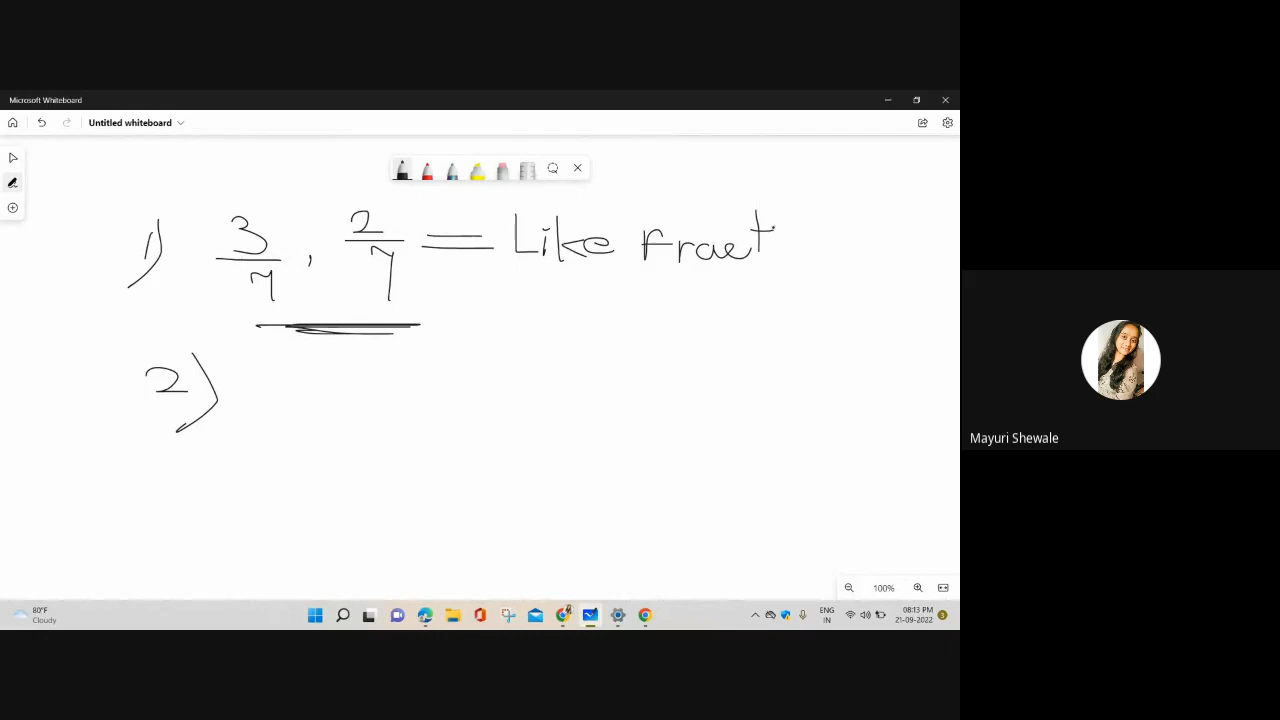 Microsoft Whiteboard
Untitled whiteboard
1) 3/7, 2/7 = Like Fract
2)
Mayuri Shewale
100%
80°F
Cloudy
ENG
IN
08:13 PM
21-09-2022
3